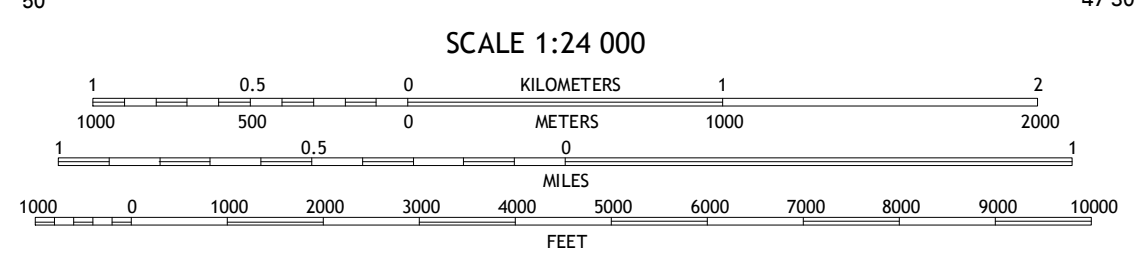 50 47'30
SCALE 1:24 000
1 0.5 0 KILOMETERS 1 2
1000 500 0 METERS 1000 2000
1 0.5 0 1
MILES
1000 0 1000 2000 3000 4000 5000 6000 7000 8000 9000 10000
FEET